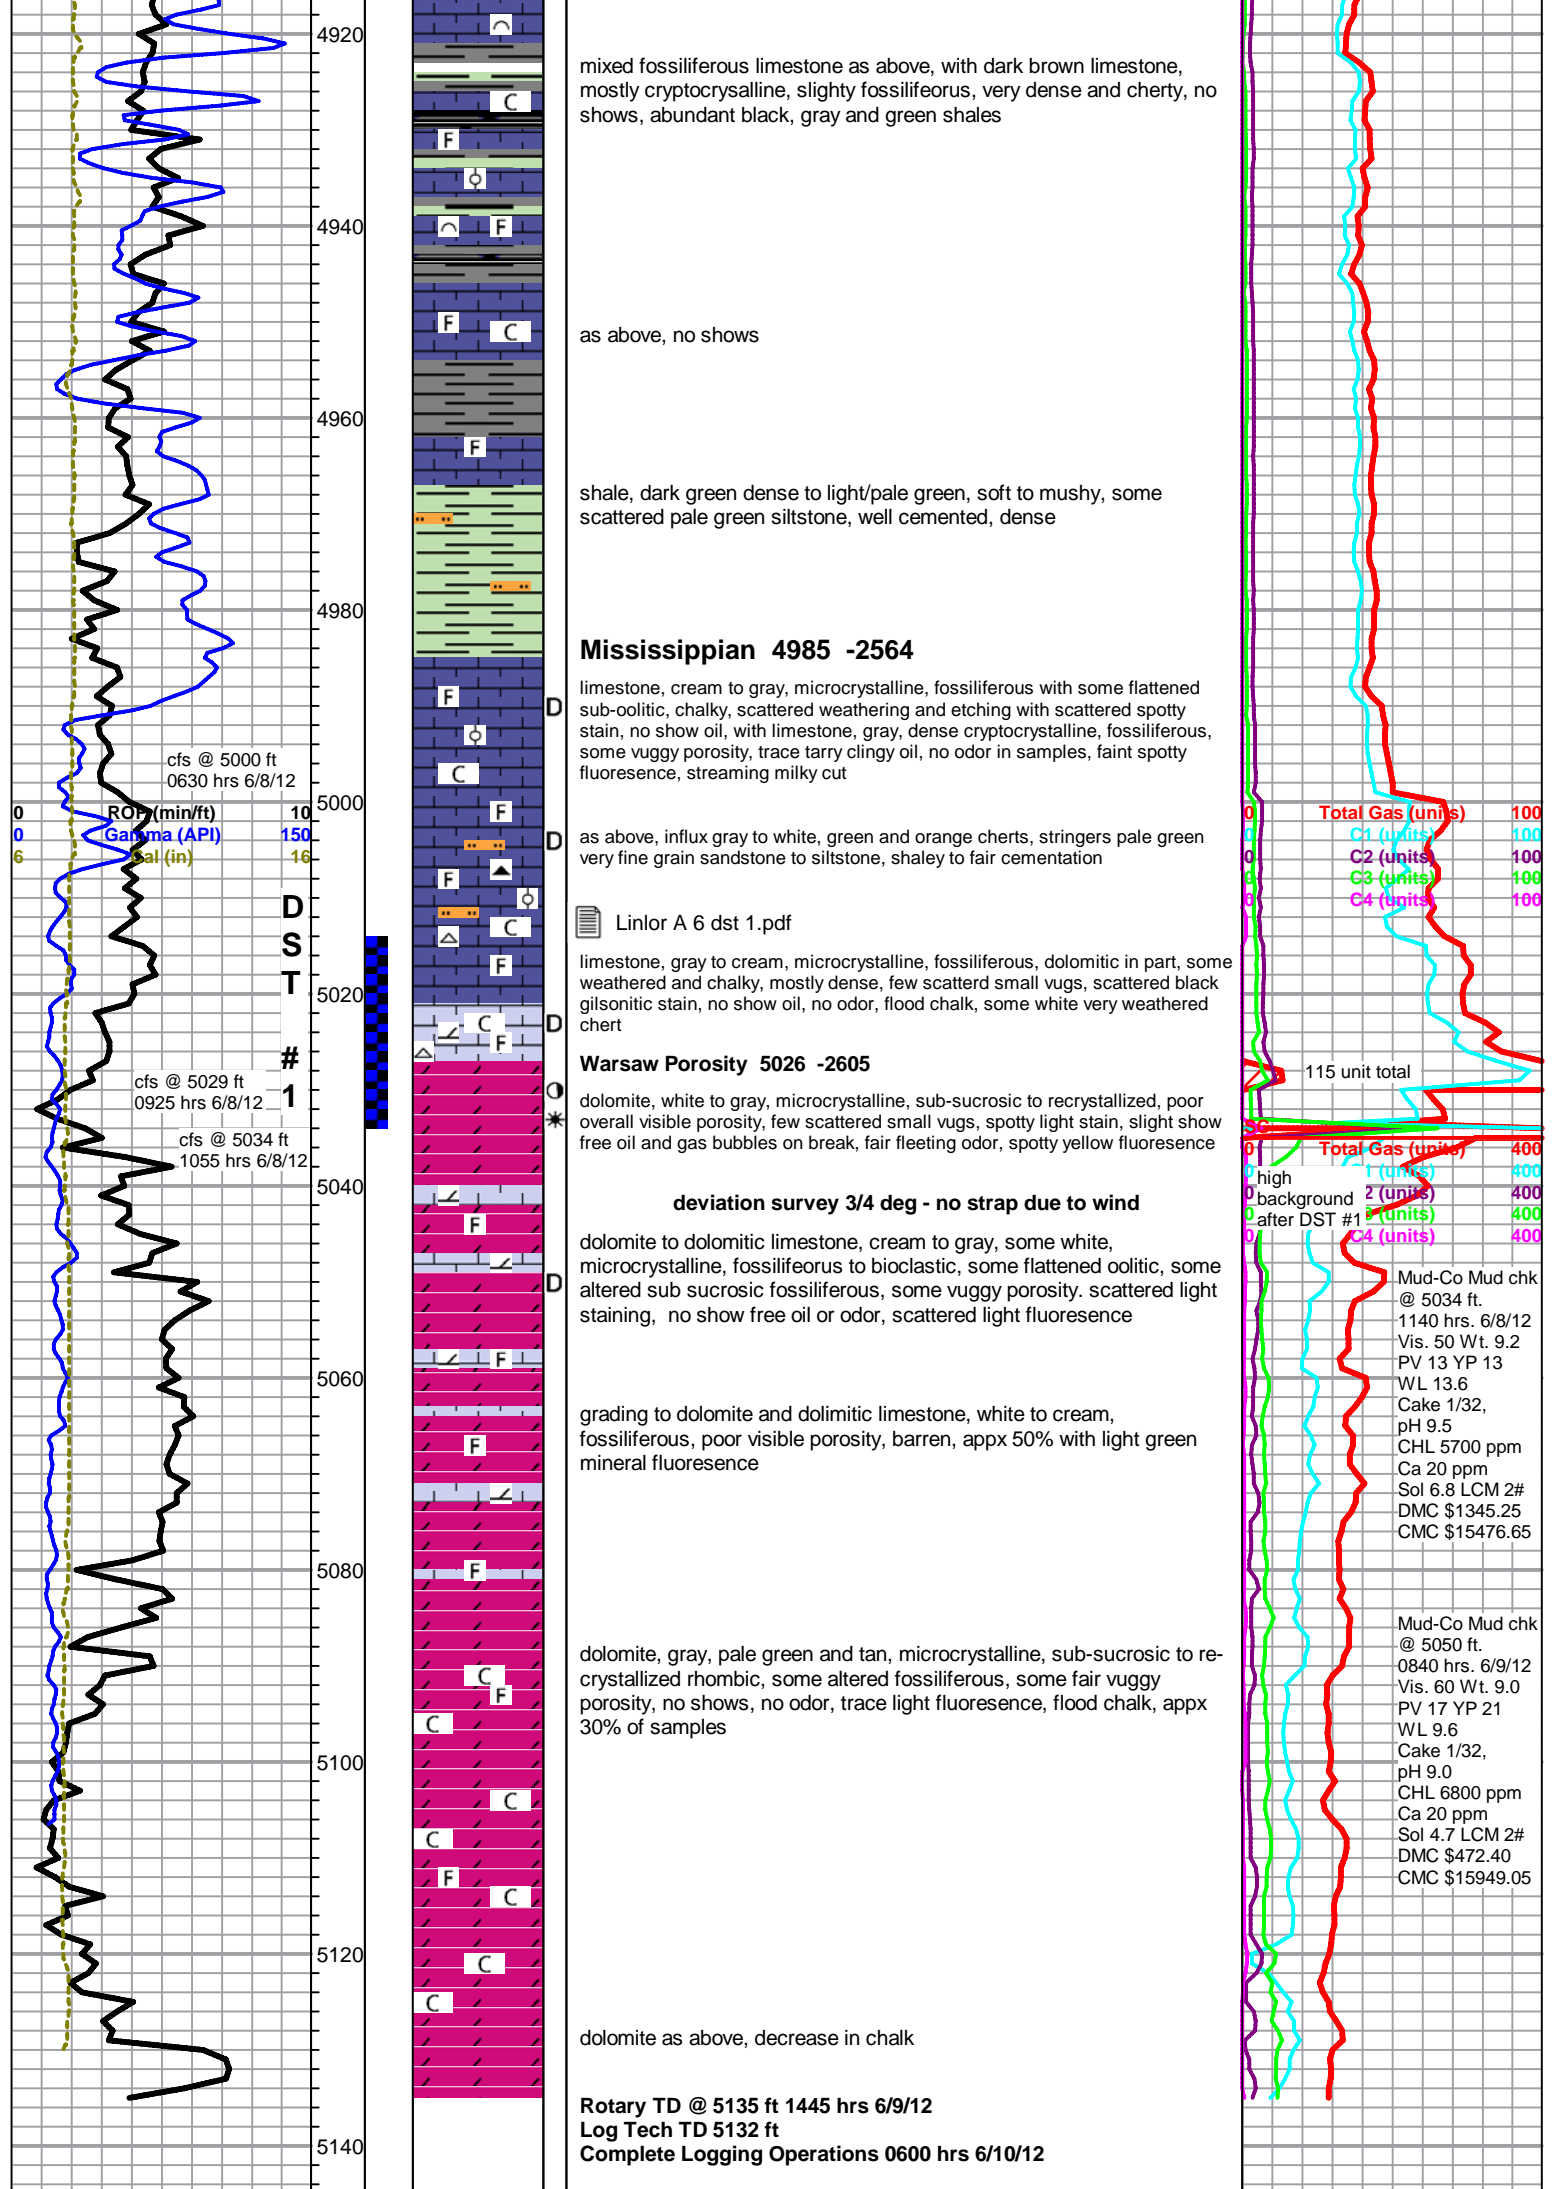 4920
mixed fossiliferous limestone as above, with dark brown limestone,
mostly cryptocrysalline, slighty fossilifeorus, very dense and cherty, no
shows, abundant black, gray and green shales
C
F
4940
F
F
C
as above, no shows
4960
F
shale, dark green dense to light/pale green, soft to mushy, some
scattered pale green siltstone, well cemented, dense
4980
Mississippian 4985 -2564
limestone, cream to gray, microcrystalline, fossiliferous with some flattened
sub-oolitic, chalky, scattered weathering and etching with scattered spotty
stain, no show oil, with limestone, gray, dense cryptocrystalline, fossiliferous,
some vuggy porosity, trace tarry clingy oil, no odor in samples, faint spotty
fluoresence, streaming milky cut
F
D
C
cfs @ 5000 ft
0630 hrs 6/8/12
5000
F
0 ROP (min/ft) 10
0 Gamma (API) 150
6 Cal (in) 16
0 Total Gas (units) 100
0 C1 (units) 100
0 C2 (units) 100
0 C3 (units) 100
0 C4 (units) 100
D
as above, influx gray to white, green and orange cherts, stringers pale green
very fine grain sandstone to siltstone, shaley to fair cementation
F
C
F
D
S
T
#
1
Linlor A 6 dst 1.pdf
5020
limestone, gray to cream, microcrystalline, fossiliferous, dolomitic in part, some
weathered and chalky, mostly dense, few scatterd small vugs, scattered black
gilsonitic stain, no show oil, no odor, flood chalk, some white very weathered
chert
C
F
D
Warsaw Porosity 5026 -2605
115 unit total
cfs @ 5029 ft
0925 hrs 6/8/12
dolomite, white to gray, microcrystalline, sub-sucrosic to recrystallized, poor
overall visible porosity, few scattered small vugs, spotty light stain, slight show
free oil and gas bubbles on break, fair fleeting odor, spotty yellow fluoresence
cfs @ 5034 ft
1055 hrs 6/8/12
SC
0 Total Gas (units) 400
1 (units) 400
0 2 (units) 400
0 (units) 400
0 C4 (units) 400
high
background
after DST #1
5040
deviation survey 3/4 deg - no strap due to wind
F
dolomite to dolomitic limestone, cream to gray, some white,
microcrystalline, fossilifeorus to bioclastic, some flattened oolitic, some
altered sub sucrosic fossiliferous, some vuggy porosity. scattered light
staining, no show free oil or odor, scattered light fluoresence
D
Mud-Co Mud chk
@ 5034 ft.
1140 hrs. 6/8/12
Vis. 50 Wt. 9.2
PV 13 YP 13
WL 13.6
Cake 1/32,
pH 9.5
CHL 5700 ppm
Ca 20 ppm
Sol 6.8 LCM 2#
DMC $1345.25
CMC $15476.65
F
5060
grading to dolomite and dolimitic limestone, white to cream,
fossiliferous, poor visible porosity, barren, appx 50% with light green
mineral fluoresence
F
5080
F
Mud-Co Mud chk
@ 5050 ft.
0840 hrs. 6/9/12
Vis. 60 Wt. 9.0
PV 17 YP 21
WL 9.6
Cake 1/32,
pH 9.0
CHL 6800 ppm
Ca 20 ppm
Sol 4.7 LCM 2#
DMC $472.40
CMC $15949.05
dolomite, gray, pale green and tan, microcrystalline, sub-sucrosic to re-
crystallized rhombic, some altered fossiliferous, some fair vuggy
porosity, no shows, no odor, trace light fluoresence, flood chalk, appx
30% of samples
C
F
C
5100
C
C
F
C
5120
C
C
dolomite as above, decrease in chalk
Rotary TD @ 5135 ft 1445 hrs 6/9/12
Log Tech TD 5132 ft
Complete Logging Operations 0600 hrs 6/10/12
5140